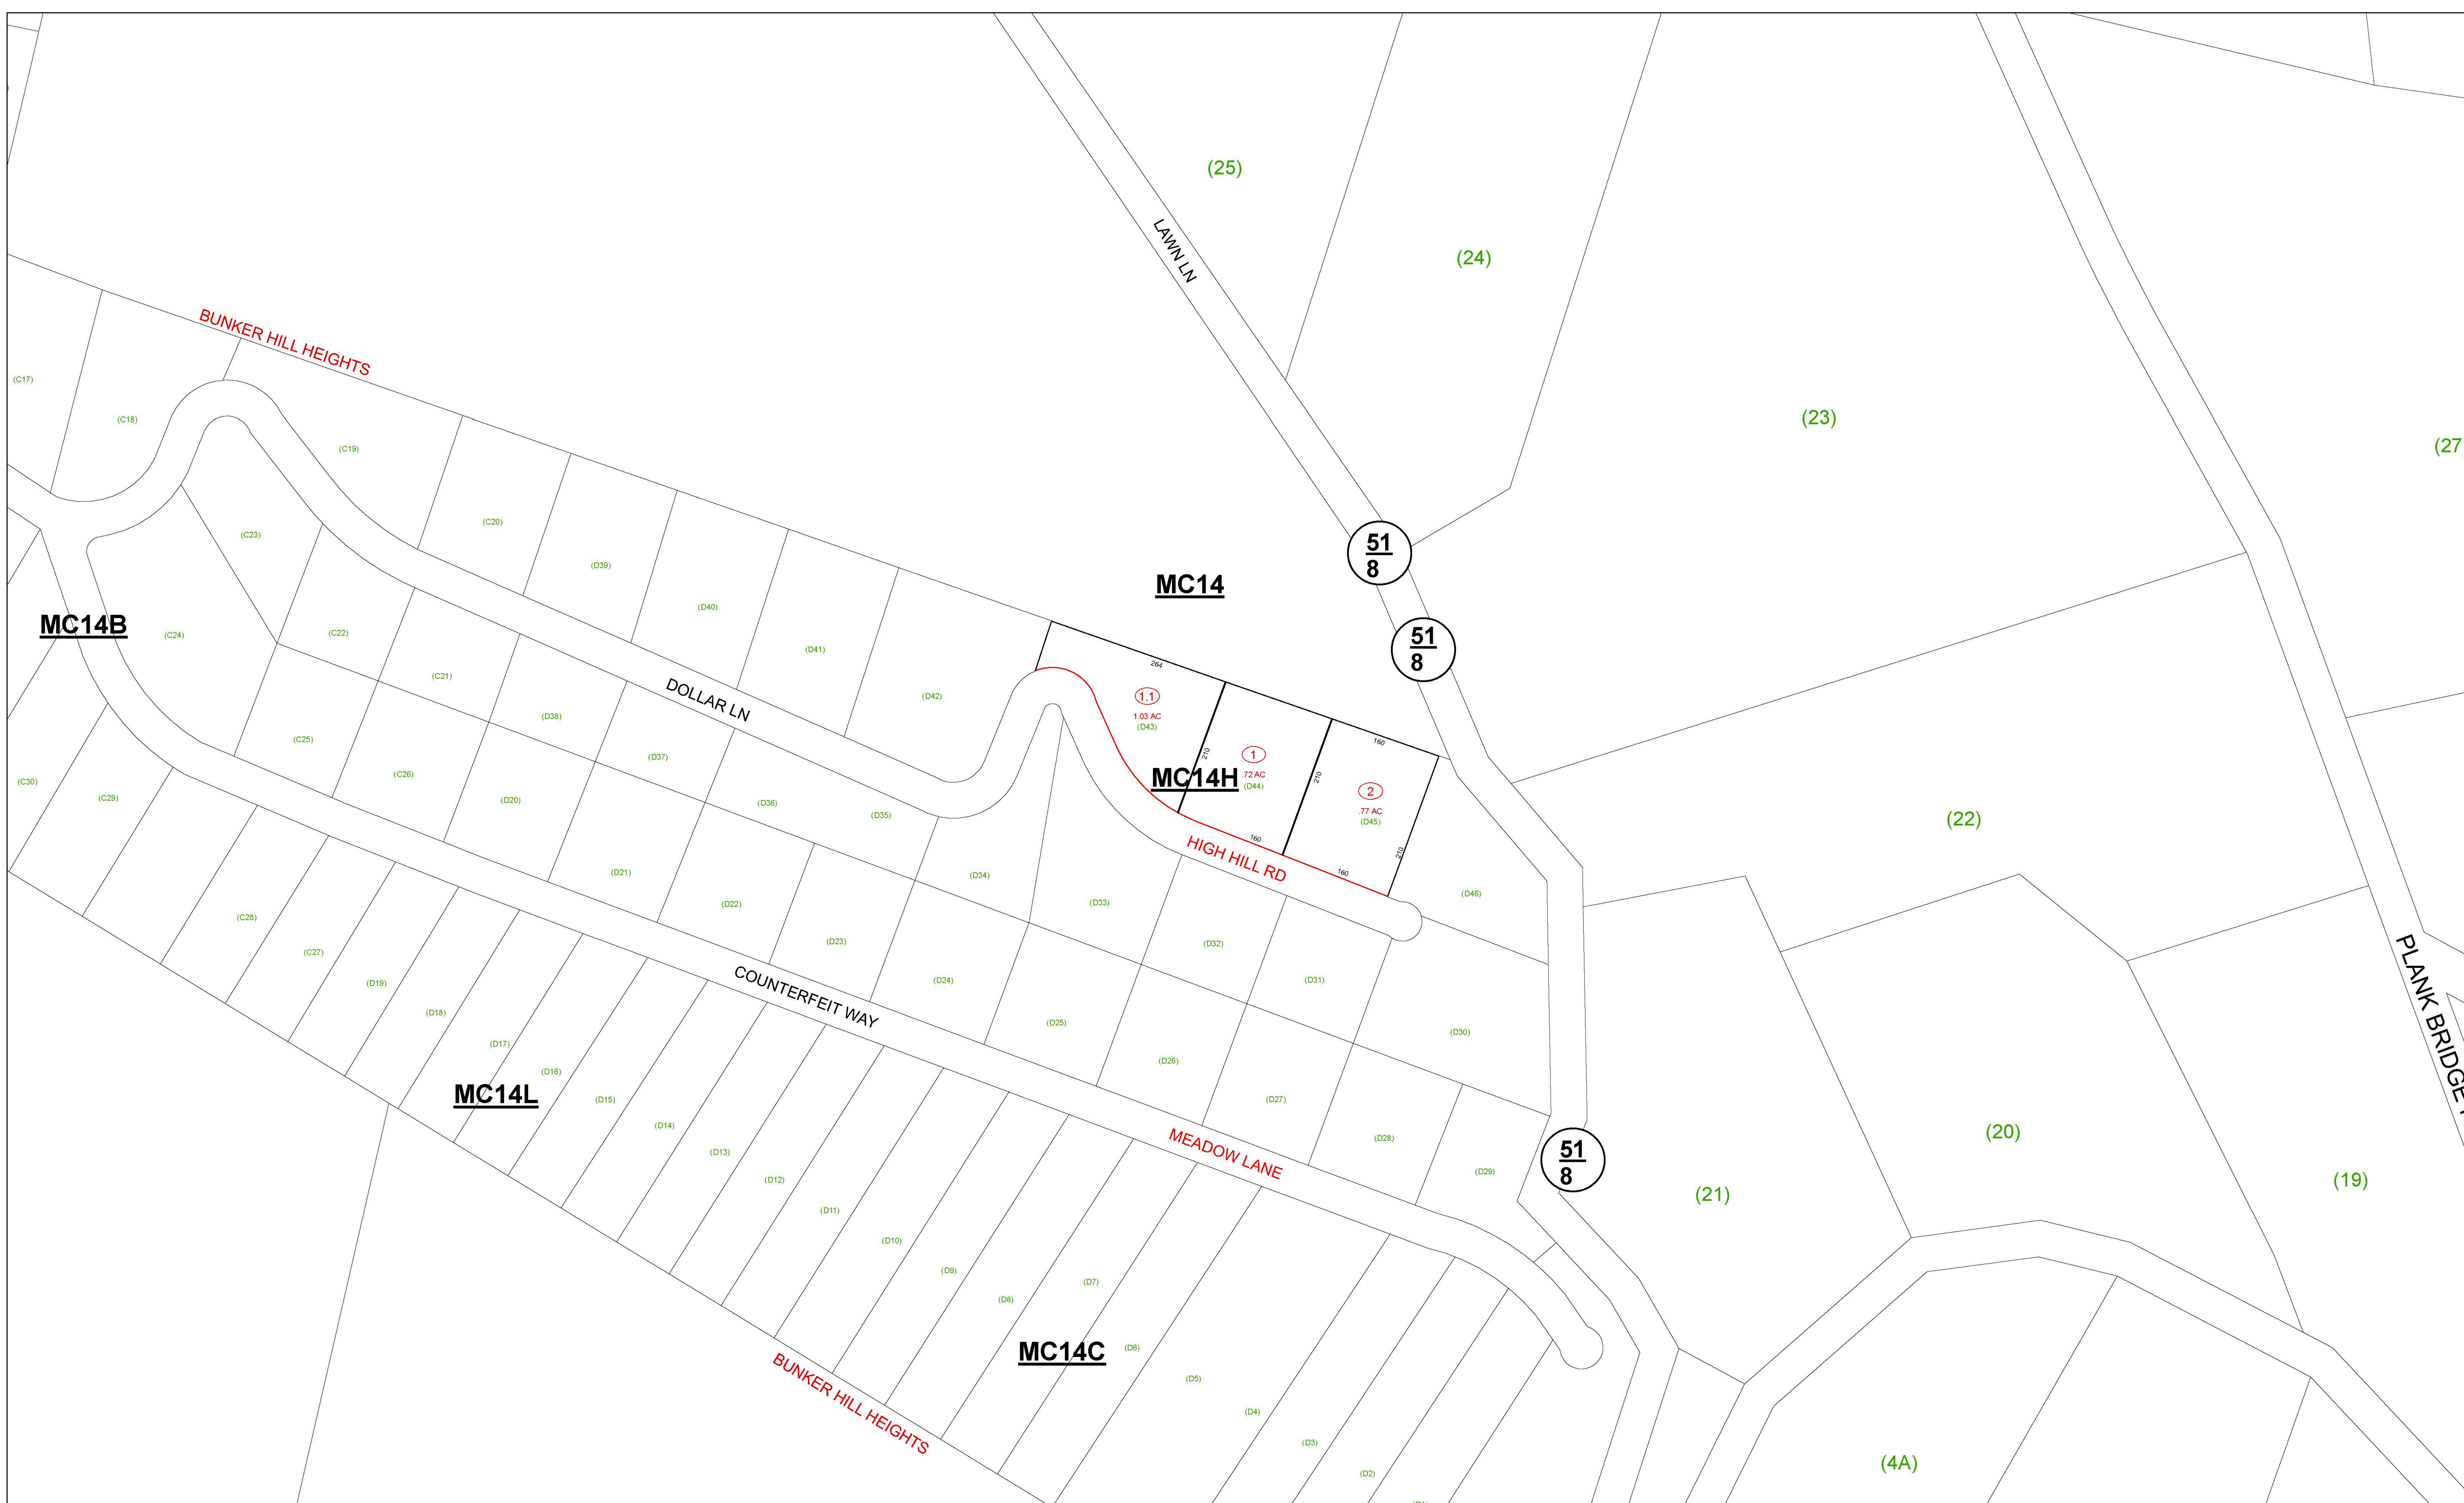 (25)
LAWN LN
(24)
BUNKER HILL HEIGHTS
(C17)
(C18)
(23)
(27
(C19)
(C20)
(C23)
51
8
(D39)
MC14
(D40)
MC14B
(C24)
(C22)
51
8
(D41)
264
(C21)
DOLLAR LN
(D42)
1.1
1.03 AC
(D43)
(D38)
210
1
.72 AC
(D44)
MC14H
160
210
2
.77 AC
(D45)
(C25)
(D37)
(C26)
(C30)
(C29)
(D20)
(D36)
(D35)
160
HIGH HILL RD
210
160
(22)
(D21)
(D34)
(D46)
(D22)
(D33)
(C28)
(D23)
(D32)
(C27)
COUNTERFEIT WAY
(D24)
(D31)
(D19)
(D18)
(D25)
(D30)
PLANK BRIDGE
(D17)
(D16)
(D26)
MC14L
(D15)
(D27)
(D14)
(D28)
(20)
(D13)
MEADOW LANE
51
8
(D29)
(D12)
(21)
(19)
(D11)
(D10)
(D9)
(D7)
(D8)
MC14C
(D6)
BUNKER HILL HEIGHTS
(D5)
(D4)
(D3)
(D2)
(4A)